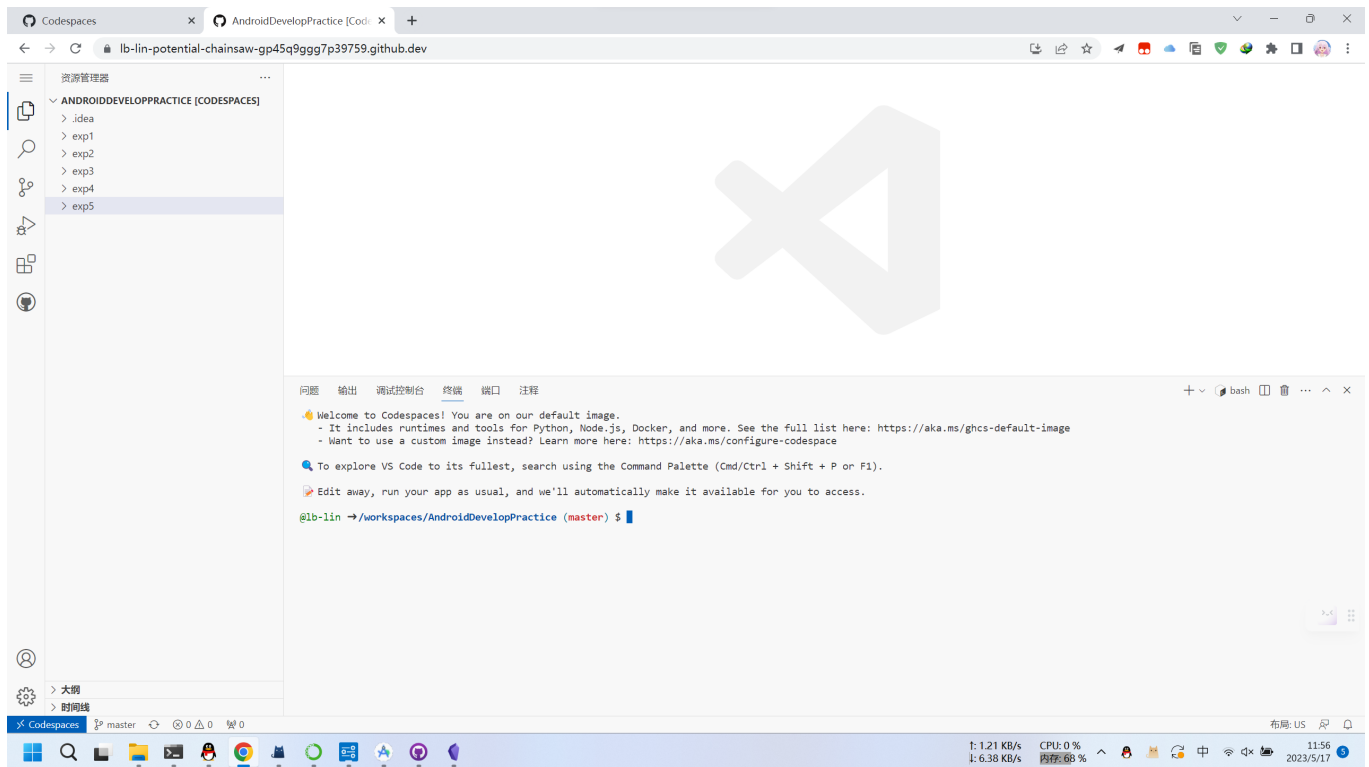 Codespaces
AndroidDevelopPractice [Cod
lb-lin-potential-chainsaw-gp45q9ggg7p39759.github.dev
资源管理器
ANDROIDDEVELOPPRACTICE [CODESPACES]
.idea
exp1
exp2
exp3
exp4
exp5
问题 输出 调试控制台 终端 端口 注释
bash
Welcome to Codespaces! You are on our default image.
- It includes runtimes and tools for Python, Node.js, Docker, and more. See the full list here: https://aka.ms/ghcs-default-image
- Want to use a custom image instead? Learn more here: https://aka.ms/configure-codespace
To explore VS Code to its fullest, search using the Command Palette (Cmd/Ctrl + Shift + P or F1).
Edit away, run your app as usual, and we'll automatically make it available for you to access.
@lb-lin ➜/workspaces/AndroidDevelopPractice (master) $
大纲
时间线
Codespaces master 0 0 0
布局: US
↑: 1.21 KB/s CPU: 0 %
↓: 6.38 KB/s 内存: 68 %
中
11:56
2023/5/17
5